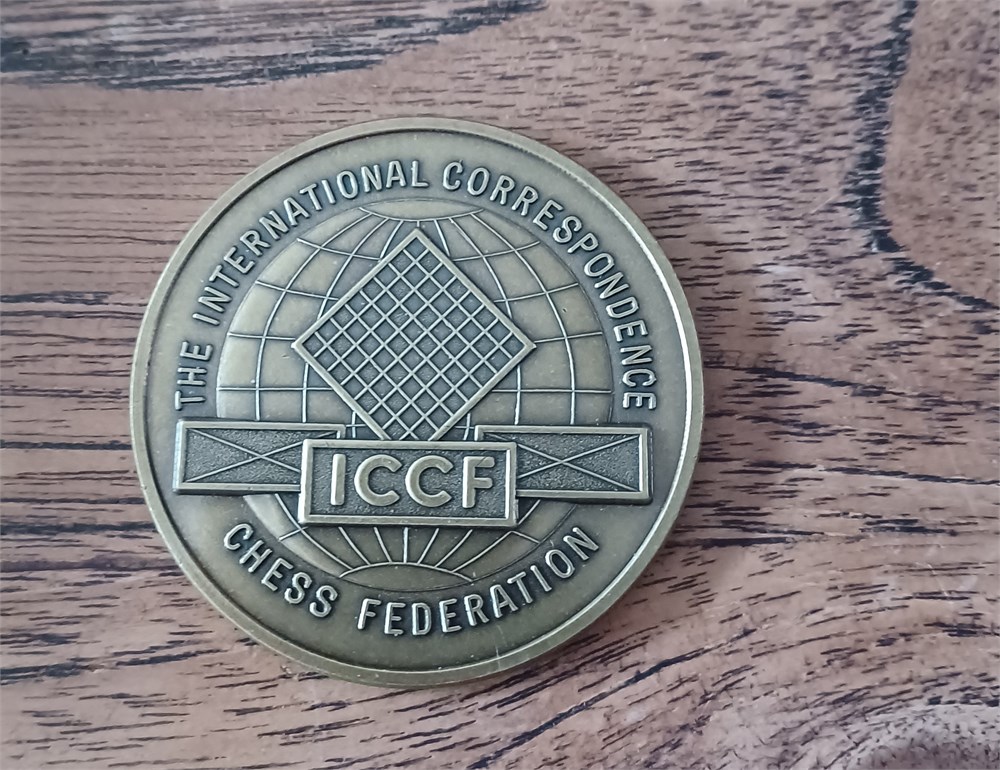 THE INTERNATIONAL CORRESPONDENCE
ICCF
CHESS FEDERATION